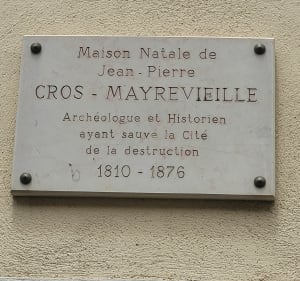 Maison Natale de
Jean-Pierre
CROS - MAYREVIEILLE
Archéologue et Historien
ayant sauvé la Cité
de la destruction
1810 - 1876